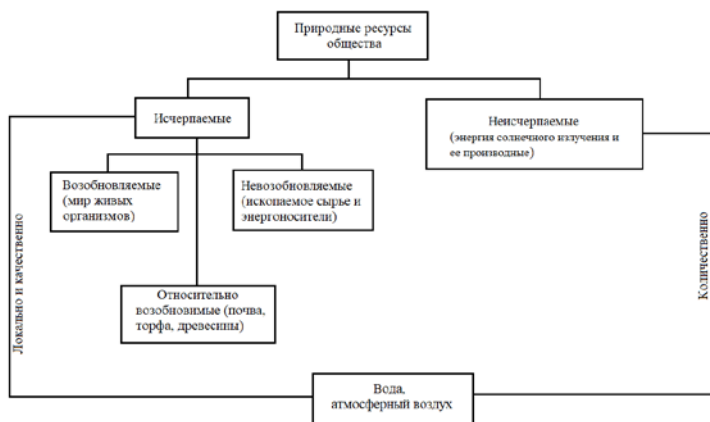 Природные ресурсы
общества
Исчерпаемые
Неисчерпаемые
(энергия солнечного излучения и
ее производные)
Возобновляемые
(мир живых
организмов)
Невозобновляемые
(ископаемое сырье и
энергоносители)
Относительно
возобновимые (почва,
торфа, древесины)
Локально и качественно
Количественно
Вода,
атмосферный воздух